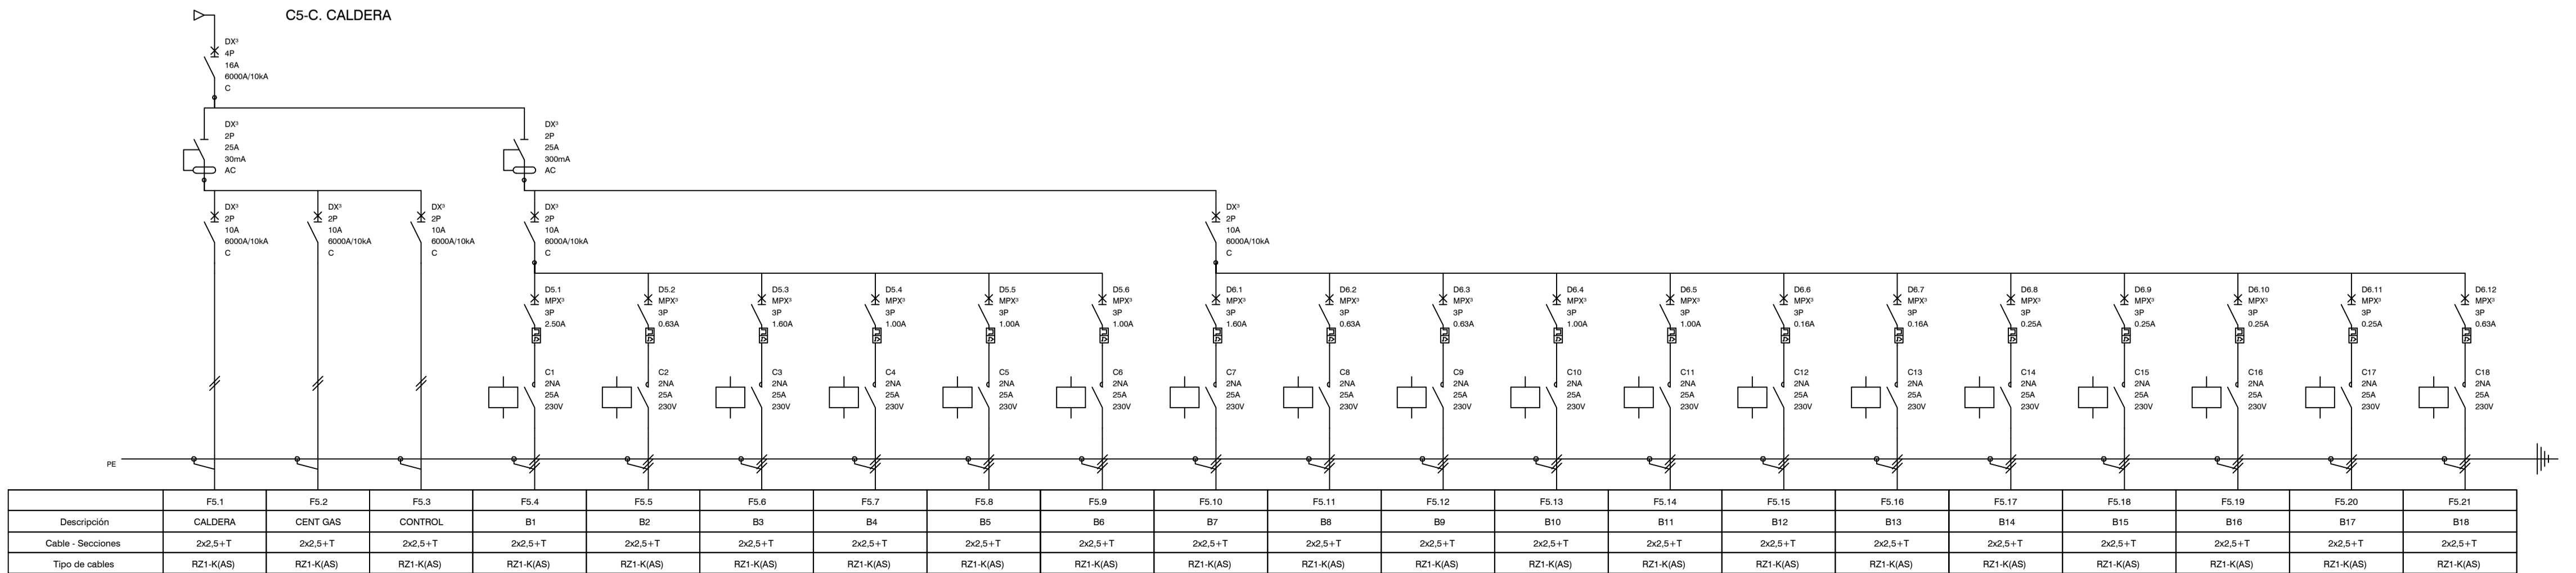 C5-C. CALDERA
DX³
4P
16A
6000A/10kA
C
DX³
2P
25A
30mA
AC
DX³
2P
25A
300mA
AC
DX³
2P
10A
6000A/10kA
C
DX³
2P
10A
6000A/10kA
C
DX³
2P
10A
6000A/10kA
C
DX³
2P
10A
6000A/10kA
C
DX³
2P
10A
6000A/10kA
C
D5.1
MPX³
3P
2.50A
D5.2
MPX³
3P
0.63A
D5.3
MPX³
3P
1.60A
D5.4
MPX³
3P
1.00A
D5.5
MPX³
3P
1.00A
D5.6
MPX³
3P
1.00A
D6.1
MPX³
3P
1.60A
D6.2
MPX³
3P
0.63A
D6.3
MPX³
3P
0.63A
D6.4
MPX³
3P
1.00A
D6.5
MPX³
3P
1.00A
D6.6
MPX³
3P
0.16A
D6.7
MPX³
3P
0.16A
D6.8
MPX³
3P
0.25A
D6.9
MPX³
3P
0.25A
D6.10
MPX³
3P
0.25A
D6.11
MPX³
3P
0.25A
D6.12
MPX³
3P
0.63A
C1
2NA
25A
230V
C2
2NA
25A
230V
C3
2NA
25A
230V
C4
2NA
25A
230V
C5
2NA
25A
230V
C6
2NA
25A
230V
C7
2NA
25A
230V
C8
2NA
25A
230V
C9
2NA
25A
230V
C10
2NA
25A
230V
C11
2NA
25A
230V
C12
2NA
25A
230V
C13
2NA
25A
230V
C14
2NA
25A
230V
C15
2NA
25A
230V
C16
2NA
25A
230V
C17
2NA
25A
230V
C18
2NA
25A
230V
PE
F5.1 F5.2 F5.3 F5.4 F5.5 F5.6 F5.7 F5.8 F5.9 F5.10 F5.11 F5.12 F5.13 F5.14 F5.15 F5.16 F5.17 F5.18 F5.19 F5.20 F5.21
Descripción CALDERA CENT GAS CONTROL B1 B2 B3 B4 B5 B6 B7 B8 B9 B10 B11 B12 B13 B14 B15 B16 B17 B18
Cable - Secciones 2x2,5+T 2x2,5+T 2x2,5+T 2x2,5+T 2x2,5+T 2x2,5+T 2x2,5+T 2x2,5+T 2x2,5+T 2x2,5+T 2x2,5+T 2x2,5+T 2x2,5+T 2x2,5+T 2x2,5+T 2x2,5+T 2x2,5+T 2x2,5+T 2x2,5+T 2x2,5+T 2x2,5+T
Tipo de cables RZ1-K(AS) RZ1-K(AS) RZ1-K(AS) RZ1-K(AS) RZ1-K(AS) RZ1-K(AS) RZ1-K(AS) RZ1-K(AS) RZ1-K(AS) RZ1-K(AS) RZ1-K(AS) RZ1-K(AS) RZ1-K(AS) RZ1-K(AS) RZ1-K(AS) RZ1-K(AS) RZ1-K(AS) RZ1-K(AS) RZ1-K(AS) RZ1-K(AS) RZ1-K(AS)